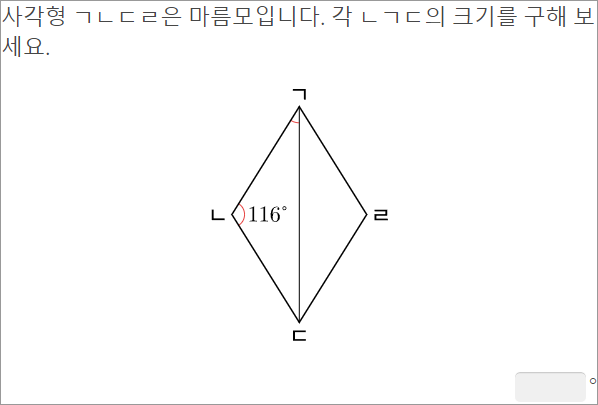 사각형 ㄱㄴㄷㄹ은 마름모입니다. 각 ㄴㄱㄷ의 크기를 구해 보
세요.
ㄱ
ㄴ 116° ㄹ
ㄷ
°